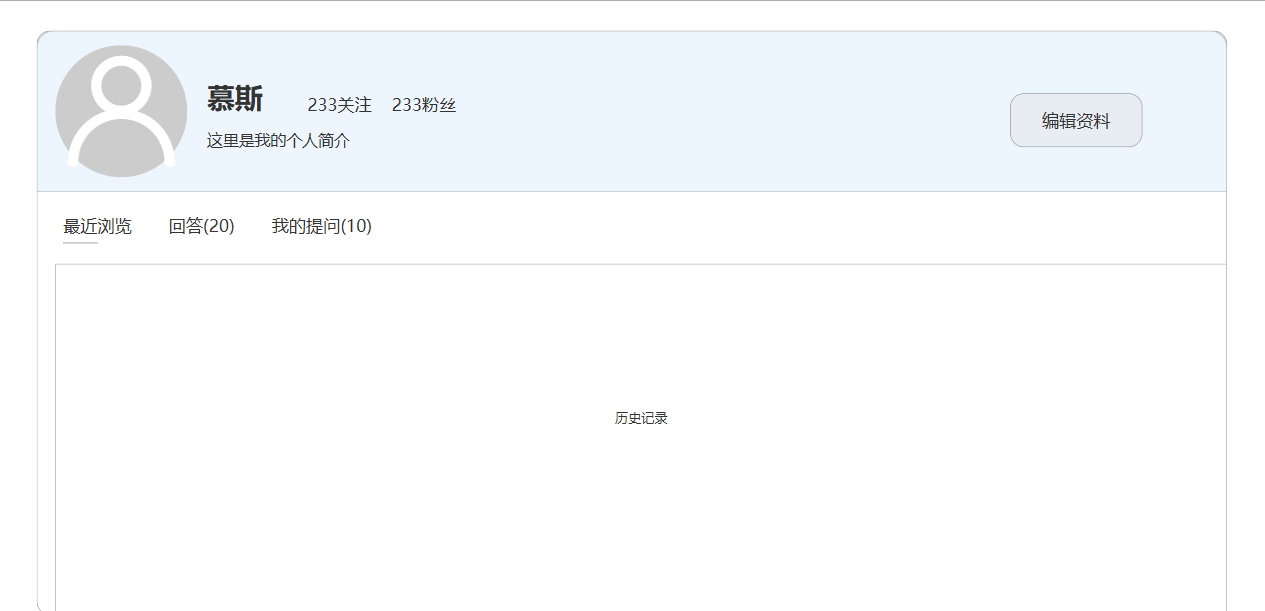 慕斯 233关注 233粉丝
这里是我的个人简介
编辑资料
最近浏览 回答(20) 我的提问(10)
历史记录